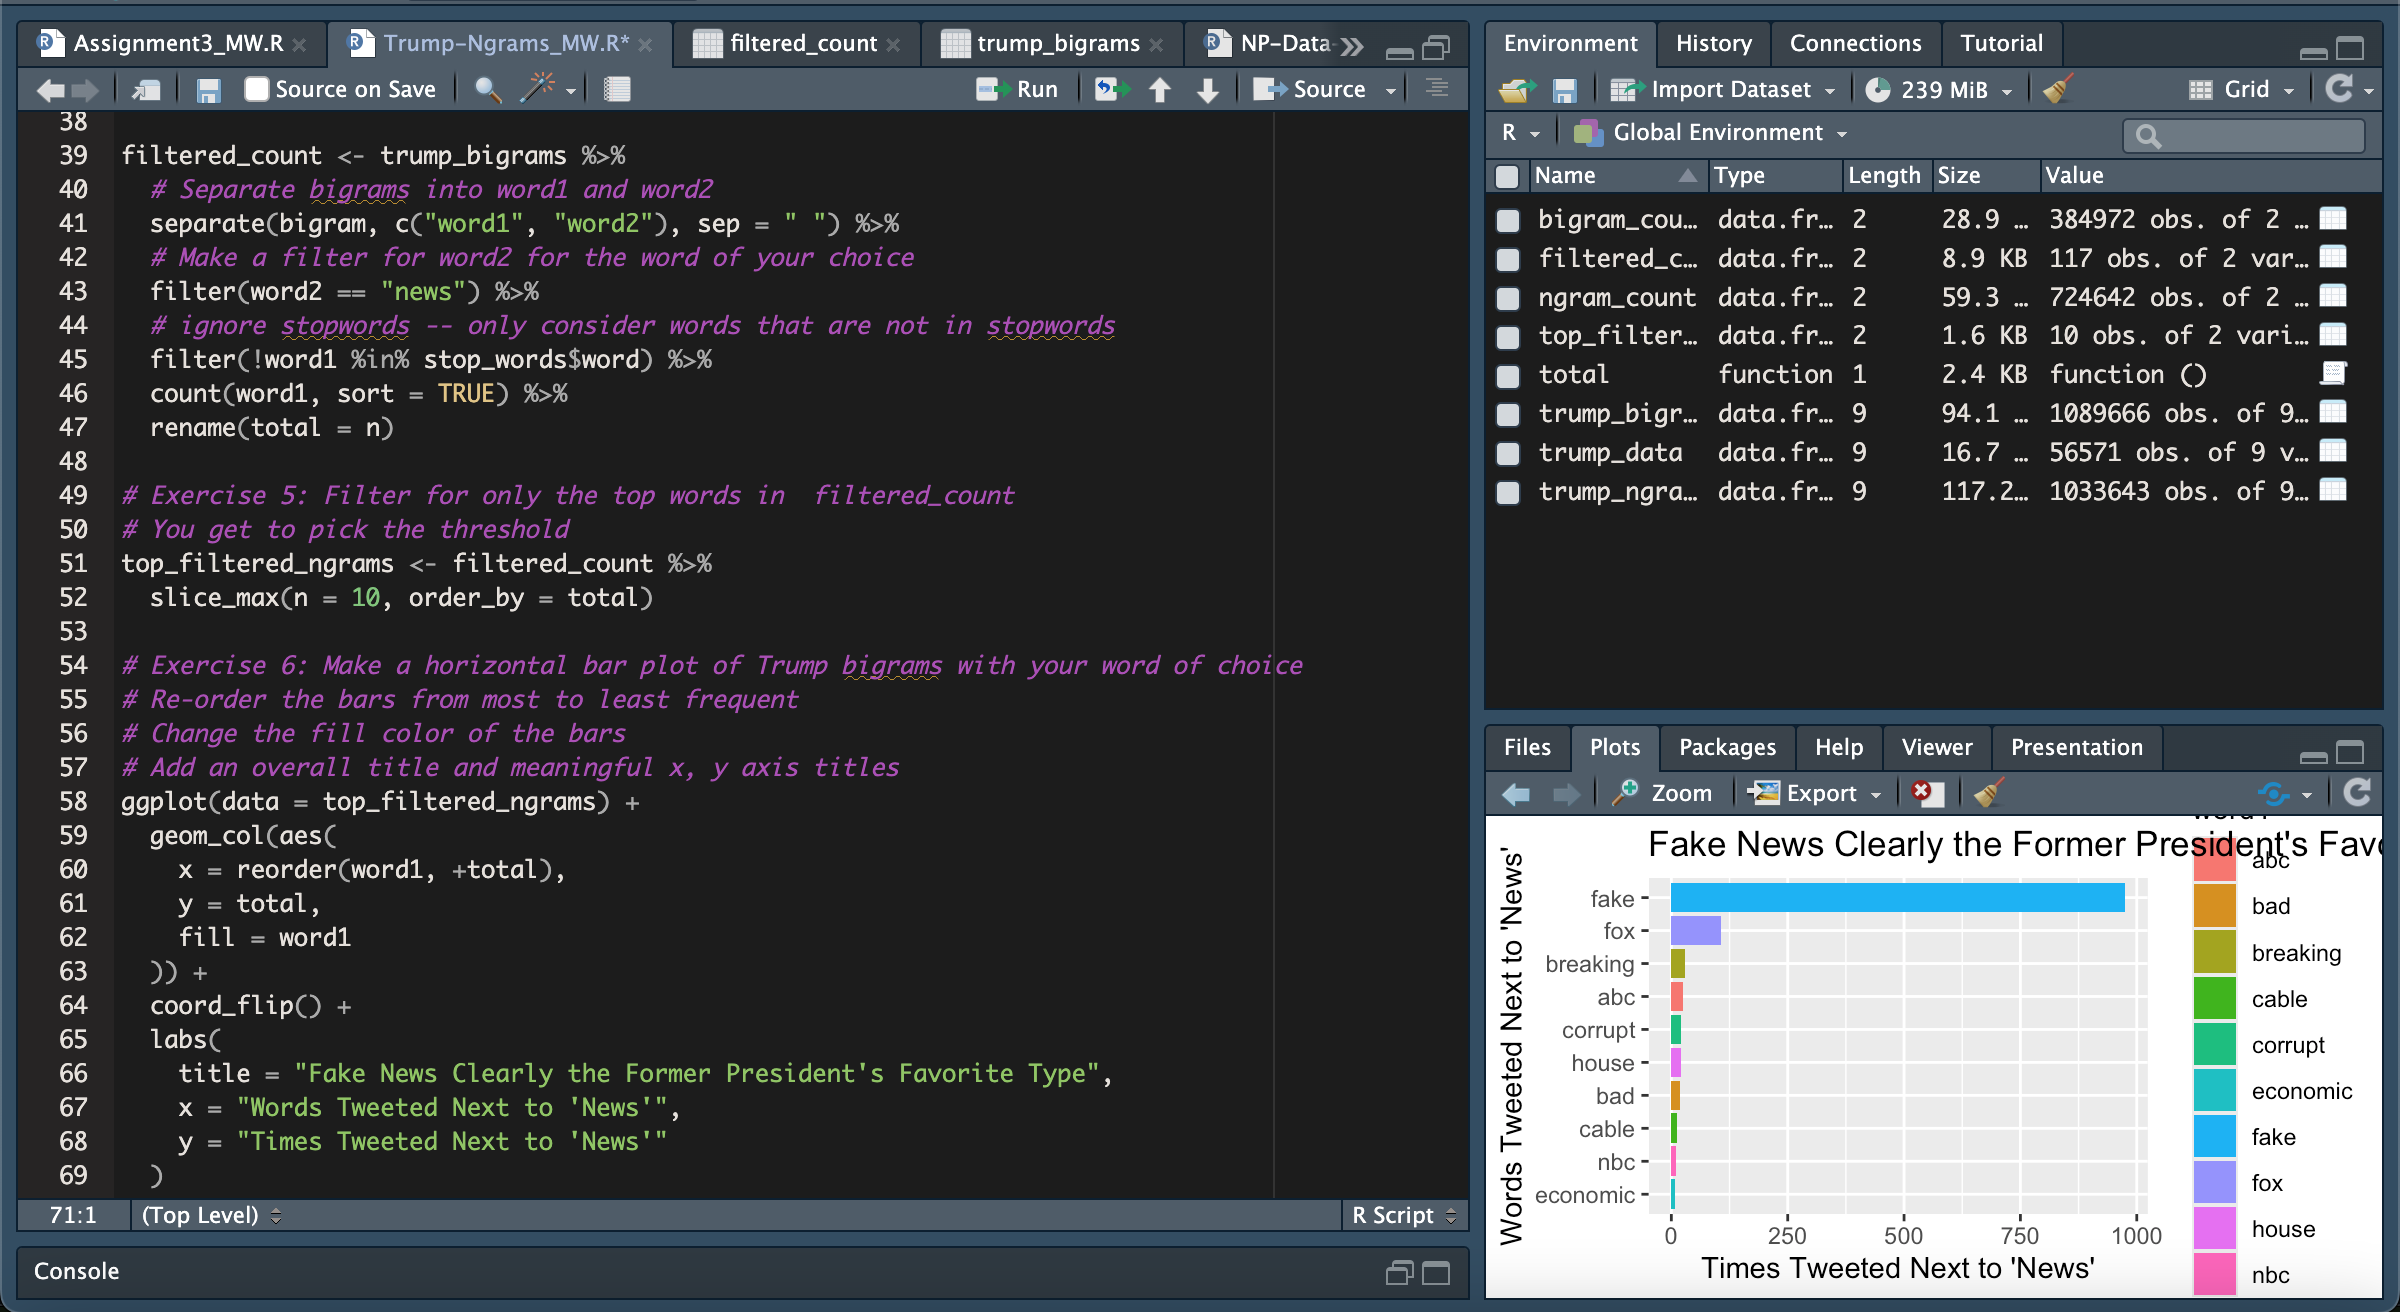 Assignment3_MW.R
Trump-Ngrams_MW.R*
filtered_count
trump_bigrams
NP-Data
Source on Save
Run
Source
38
39 filtered_count <- trump_bigrams %>%
40 # Separate bigrams into word1 and word2
41 separate(bigram, c("word1", "word2"), sep = " ") %>%
42 # Make a filter for word2 for the word of your choice
43 filter(word2 == "news") %>%
44 # ignore stopwords -- only consider words that are not in stopwords
45 filter(!word1 %in% stop_words$word) %>%
46 count(word1, sort = TRUE) %>%
47 rename(total = n)
48
49 # Exercise 5: Filter for only the top words in  filtered_count
50 # You get to pick the threshold
51 top_filtered_ngrams <- filtered_count %>%
52 slice_max(n = 10, order_by = total)
53
54 # Exercise 6: Make a horizontal bar plot of Trump bigrams with your word of choice
55 # Re-order the bars from most to least frequent
56 # Change the fill color of the bars
57 # Add an overall title and meaningful x, y axis titles
58 ggplot(data = top_filtered_ngrams) +
59 geom_col(aes(
60 x = reorder(word1, +total),
61 y = total,
62 fill = word1
63 )) +
64 coord_flip() +
65 labs(
66 title = "Fake News Clearly the Former President's Favorite Type",
67 x = "Words Tweeted Next to 'News'",
68 y = "Times Tweeted Next to 'News'"
69 )
71:1 (Top Level) R Script
Console
Environment History Connections Tutorial
Import Dataset 239 MiB Grid
R Global Environment
Name Type Length Size Value
bigram_cou… data.fr… 2 28.9 … 384972 obs. of 2 …
filtered_c… data.fr… 2 8.9 KB 117 obs. of 2 var…
ngram_count data.fr… 2 59.3 … 724642 obs. of 2 …
top_filter… data.fr… 2 1.6 KB 10 obs. of 2 vari…
total function 1 2.4 KB function ()
trump_bigr… data.fr… 9 94.1 … 1089666 obs. of 9…
trump_data data.fr… 9 16.7 … 56571 obs. of 9 v…
trump_ngra… data.fr… 9 117.2… 1033643 obs. of 9…
Files Plots Packages Help Viewer Presentation
Zoom Export
Fake News Clearly the Former President's Fav
Words Tweeted Next to 'News'
fake
fox
breaking
abc
corrupt
house
bad
cable
nbc
economic
0 250 500 750 1000
Times Tweeted Next to 'News'
abc
bad
breaking
cable
corrupt
economic
fake
fox
house
nbc